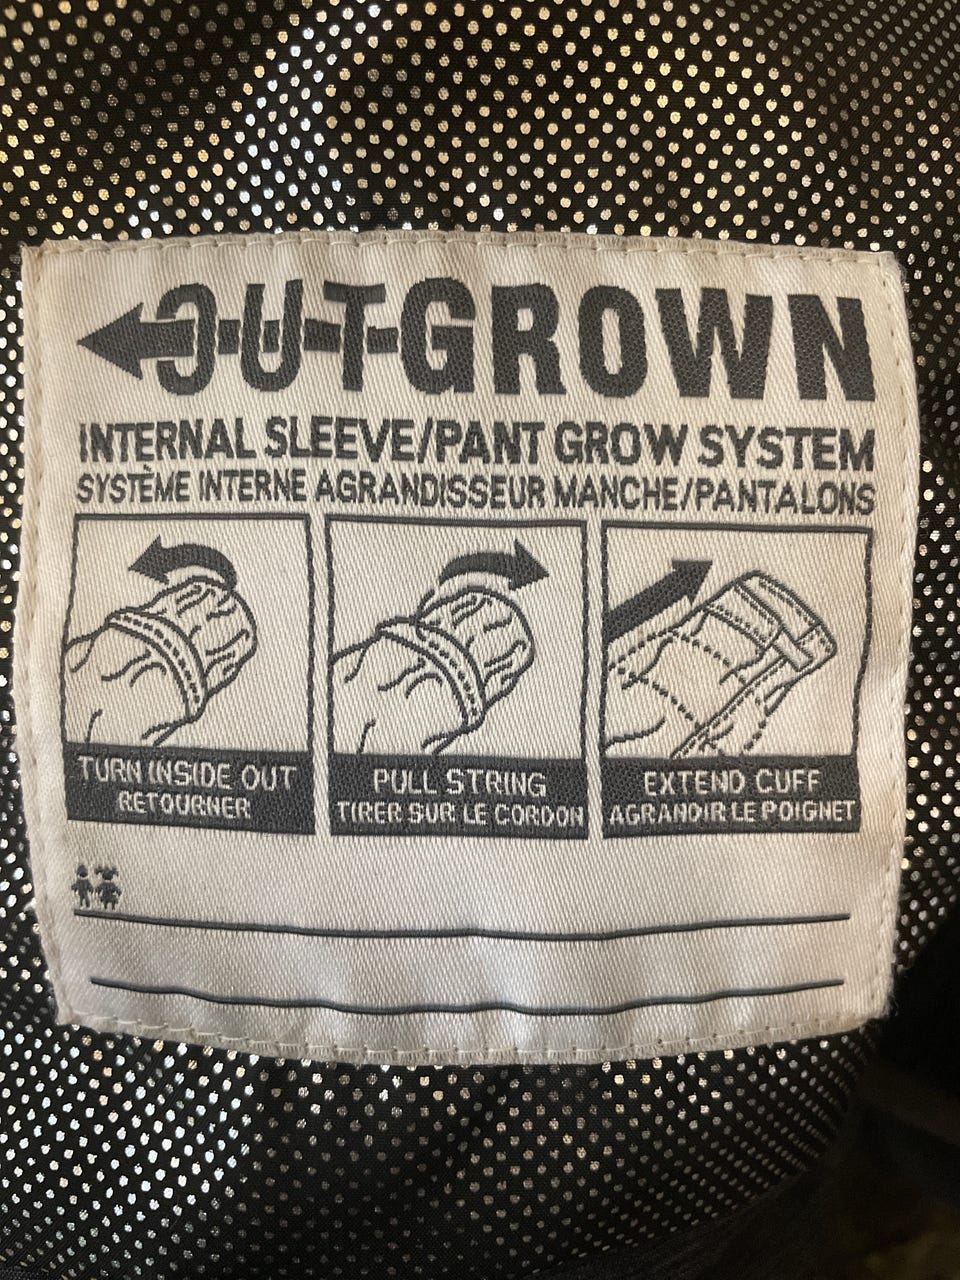 OUTGROWN
INTERNAL SLEEVE/PANT GROW SYSTEM
SYSTÈME INTERNE AGRANDISSEUR MANCHE/PANTALONS
TURN INSIDE OUT
RETOURNER
PULL STRING
TIRER SUR LE CORDON
EXTEND CUFF
AGRANDIR LE POIGNET